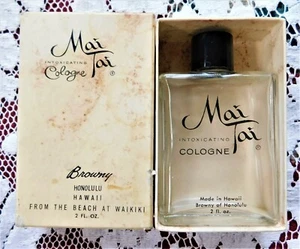 Mai
INTOXICATING Tai
Cologne ®
Browny
HONOLULU
HAWAII
FROM THE BEACH AT WAIKIKI
2 FL. OZ.
Mai
INTOXICATING Tai
COLOGNE ®
Made in Hawaii
Browny of Honolulu
2 fl. oz.